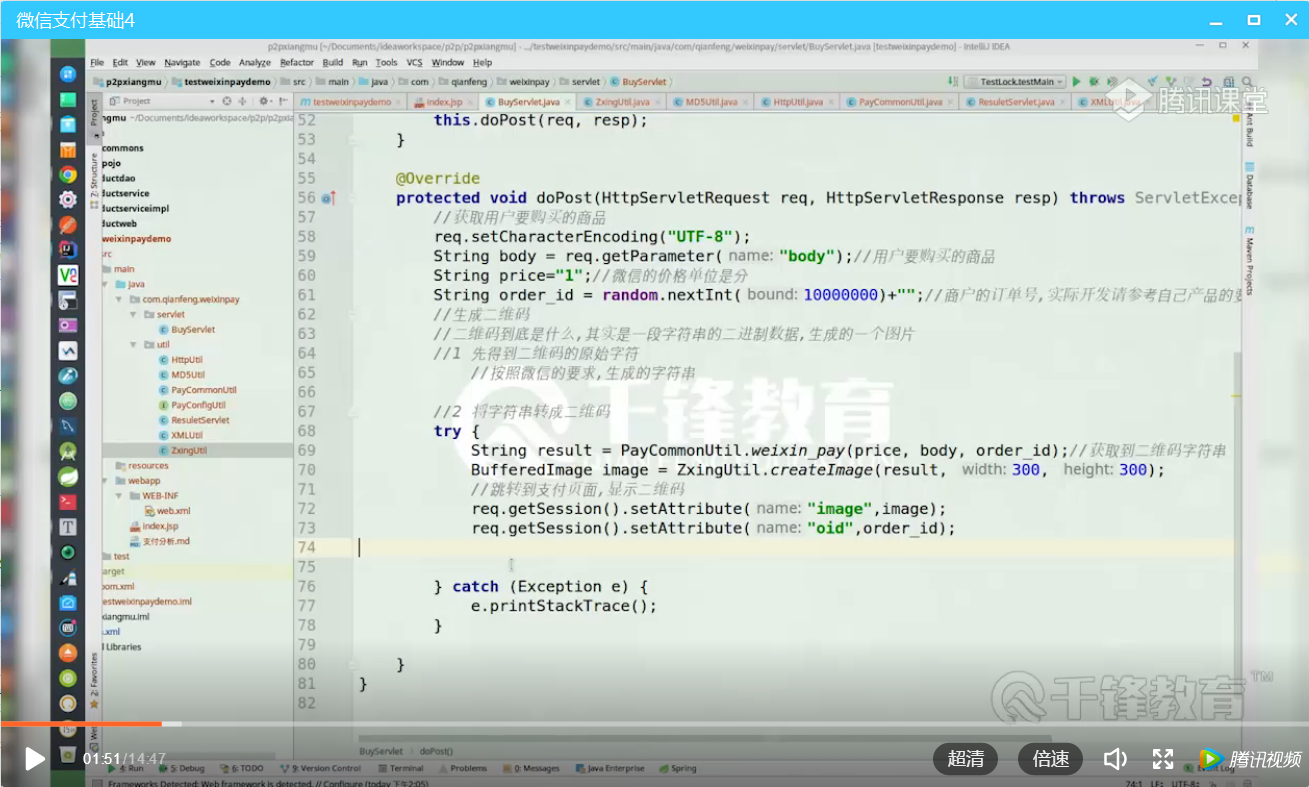 微信支付基础4
p2pxiangmu [~/Documents/ideaworkspace/p2p/p2pxiangmu] - .../testweixinpaydemo/src/main/java/com/qianfeng/weixinpay/servlet/BuyServlet.java [testweixinpaydemo] - IntelliJ IDEA
File Edit View Navigate Code Analyze Refactor Build Run Tools VCS Window Help
p2pxiangmu testweixinpaydemo src main java com qianfeng weixinpay servlet BuyServlet TestLock.testMain
腾讯课堂
Project
testweixinpaydemo index.jsp BuyServlet.java ZxingUtil.java MD5Util.java HttpUtil.java PayCommonUtil.java ResuletServlet.java
gmu ~/Documents/ideaworkspace/p2p/p2pxia
commons
pojo
ductdao
ductservice
ductserviceimpl
ductweb
weixinpaydemo
src
main
java
com.qianfeng.weixinpay
servlet
BuyServlet
util
HttpUtil
MD5Util
PayCommonUtil
PayConfigUtil
ResuletServlet
XMLUtil
ZxingUtil
resources
webapp
WEB-INF
web.xml
index.jsp
支付分析.md
test
arget
pom.xml
estweixinpaydemo.iml
xiangmu.iml
.xml
l Libraries
Project
Z: Structure
2: Favorites
Ant Build
Database
Maven Projects
52 this.doPost(req, resp);
53 }
54
55 @Override
56 protected void doPost(HttpServletRequest req, HttpServletResponse resp) throws ServletExcep
57 //获取用户要购买的商品
58 req.setCharacterEncoding("UTF-8");
59 String body = req.getParameter( name: "body");//用户要购买的商品
60 String price="1";//微信的价格单位是分
61 String order_id = random.nextInt( bound: 10000000)+"";//商户的订单号,实际开发请参考自己产品的
62 //生成二维码
63 //二维码到底是什么,其实是一段字符串的二进制数据,生成的一个图片
64 //1 先得到二维码的原始字符
65 //按照微信的要求,生成的字符串
66
67 //2 将字符串转成二维码
68 try {
69 String result = PayCommonUtil.weixin_pay(price, body, order_id);//获取到二维码字符串
70 BufferedImage image = ZxingUtil.createImage(result, width: 300, height: 300);
71 //跳转到支付页面,显示二维码
72 req.getSession().setAttribute( name: "image",image);
73 req.getSession().setAttribute( name: "oid",order_id);
74
75
76 } catch (Exception e) {
77 e.printStackTrace();
78 }
79
80 }
81 }
82
千锋教育
千锋教育 TM
BuyServlet doPost()
01:51/14:47
超清
倍速
腾讯视频
4: Run 5: Debug 6: TODO 9: Version Control Terminal Problems 0: Messages Java Enterprise Spring
Frameworks Detected: Web framework is detected. // Configure (today 下午2:05)
74:1 LF: UTF-8: